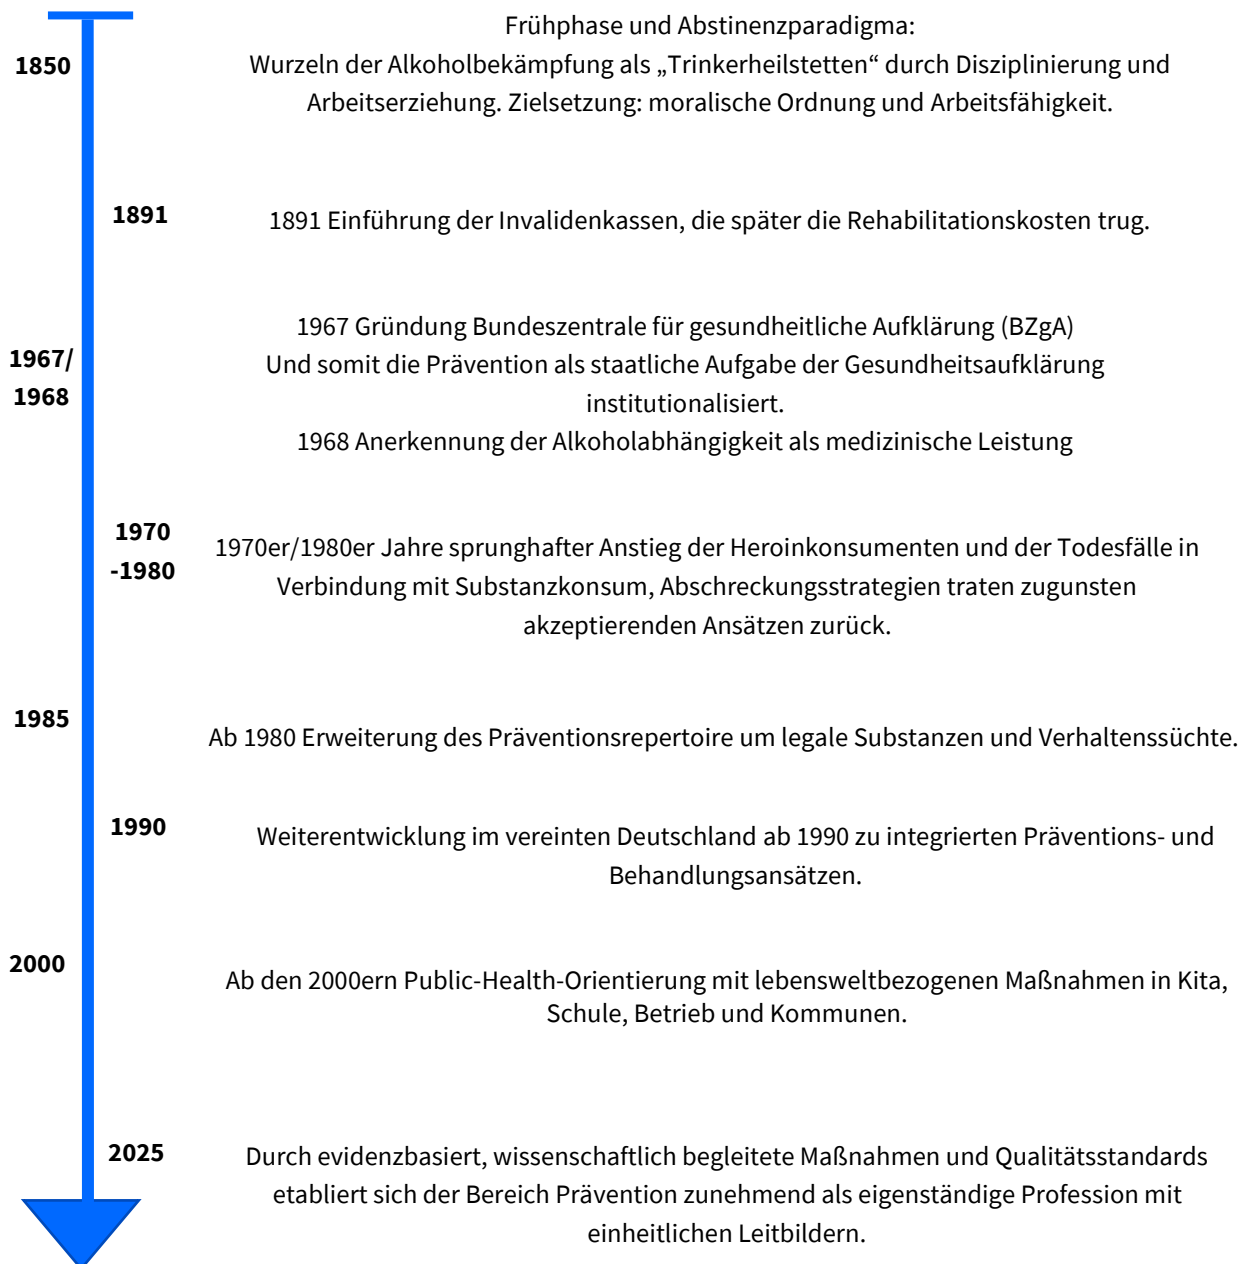 Frühphase und Abstinenzparadigma:
1850
Wurzeln der Alkoholbekämpfung als „Trinkerheilstetten“ durch Disziplinierung und
Arbeitserziehung. Zielsetzung: moralische Ordnung und Arbeitsfähigkeit.
1891
1891 Einführung der Invalidenkassen, die später die Rehabilitationskosten trug.
1967/
1968
1967 Gründung Bundeszentrale für gesundheitliche Aufklärung (BZgA)
Und somit die Prävention als staatliche Aufgabe der Gesundheitsaufklärung
institutionalisiert.
1968 Anerkennung der Alkoholabhängigkeit als medizinische Leistung
1970
-1980
1970er/1980er Jahre sprunghafter Anstieg der Heroinkonsumenten und der Todesfälle in
Verbindung mit Substanzkonsum, Abschreckungsstrategien traten zugunsten
akzeptierenden Ansätzen zurück.
1985
Ab 1980 Erweiterung des Präventionsrepertoire um legale Substanzen und Verhaltenssüchte.
1990
Weiterentwicklung im vereinten Deutschland ab 1990 zu integrierten Präventions- und
Behandlungsansätzen.
2000
Ab den 2000ern Public-Health-Orientierung mit lebensweltbezogenen Maßnahmen in Kita,
Schule, Betrieb und Kommunen.
2025
Durch evidenzbasiert, wissenschaftlich begleitete Maßnahmen und Qualitätsstandards
etabliert sich der Bereich Prävention zunehmend als eigenständige Profession mit
einheitlichen Leitbildern.